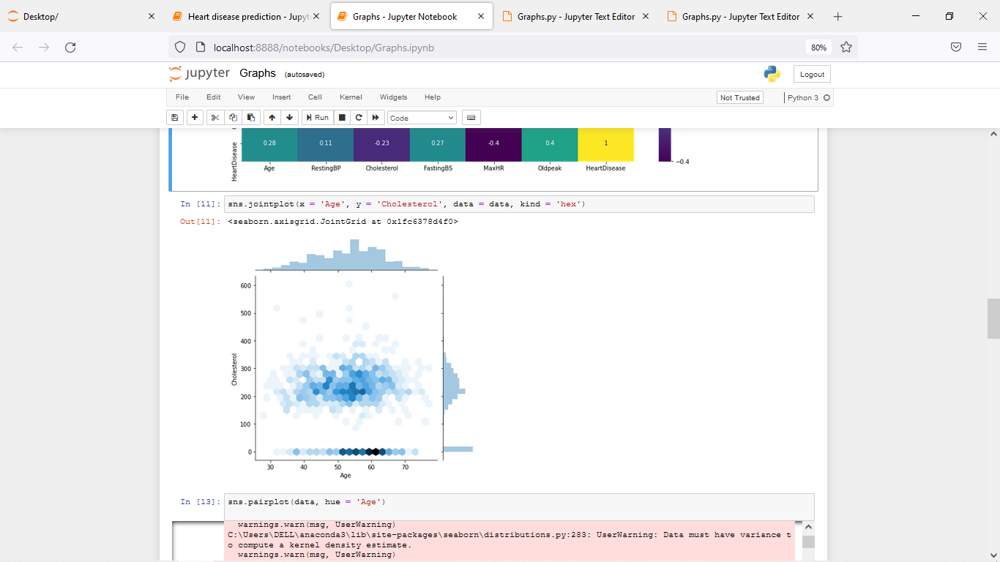 Desktop/
Heart disease prediction - Jupyt
Graphs - Jupyter Notebook
Graphs.py - Jupyter Text Editor
Graphs.py - Jupyter Text Editor
localhost:8888/notebooks/Desktop/Graphs.ipynb
80%
jupyter Graphs (autosaved)
Logout
File Edit View Insert Cell Kernel Widgets Help
Not Trusted
Python 3
Run
Code
HeartDisease
0.28 0.11 -0.23 0.27 -0.4 0.4 1
−0.4
Age RestingBP Cholesterol FastingBS MaxHR Oldpeak HeartDisease
In [11]: sns.jointplot(x = 'Age', y = 'Cholesterol', data = data, kind = 'hex')
Out[11]: <seaborn.axisgrid.JointGrid at 0x1fc6378d4f0>
600
500
400
300
200
100
0
Cholesterol
30 40 50 60 70
Age
In [13]: sns.pairplot(data, hue = 'Age')
warnings.warn(msg, UserWarning)
C:\Users\DELL\anaconda3\lib\site-packages\seaborn\distributions.py:283: UserWarning: Data must have variance t
o compute a kernel density estimate.
warnings.warn(msg, UserWarning)